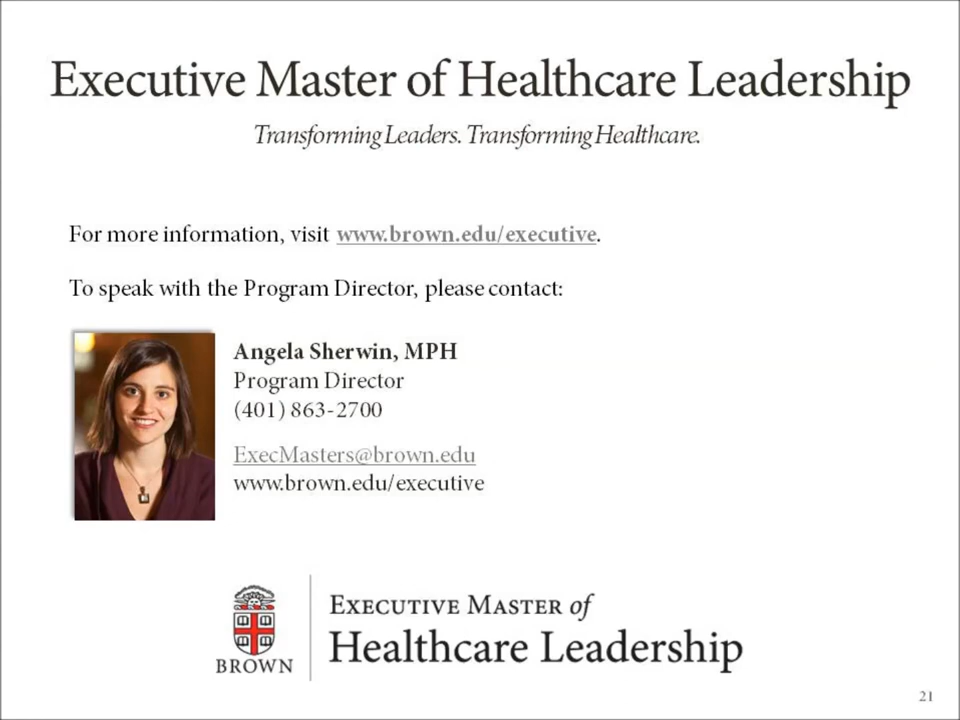 Executive Master of Healthcare Leadership
Transforming Leaders. Transforming Healthcare.
For more information, visit www.brown.edu/executive.
To speak with the Program Director, please contact:
Angela Sherwin, MPH
Program Director
(401) 863-2700
ExecMasters@brown.edu
www.brown.edu/executive
BROWN
EXECUTIVE MASTER of
Healthcare Leadership
21